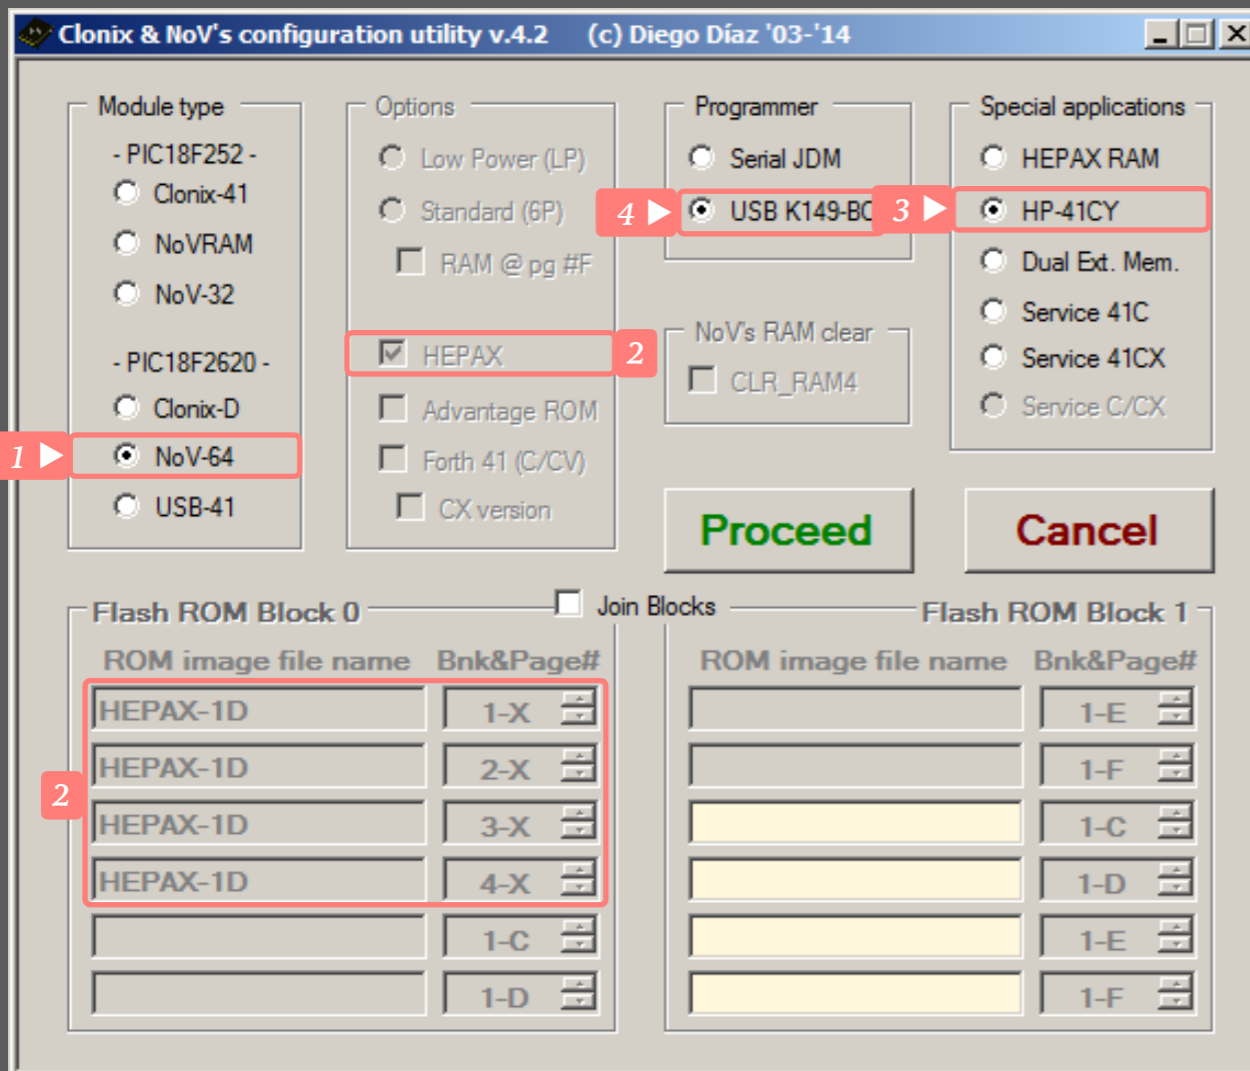 Clonix & NoV's configuration utility v.4.2 (c) Diego Díaz '03-'14
Module type
- PIC18F252 -
Clonix-41
NoVRAM
NoV-32
- PIC18F2620 -
Clonix-D
1
NoV-64
USB-41
Options
Low Power (LP)
Standard (6P)
RAM @ pg #F
HEPAX
2
Advantage ROM
Forth 41 (C/CV)
CX version
Programmer
Serial JDM
4
USB K149-BC
NoV's RAM clear
CLR_RAM4
Special applications
HEPAX RAM
3
HP-41CY
Dual Ext. Mem.
Service 41C
Service 41CX
Service C/CX
Proceed
Cancel
Join Blocks
Flash ROM Block 0
ROM image file name Bnk&Page#
2
HEPAX-1D 1-X
HEPAX-1D 2-X
HEPAX-1D 3-X
HEPAX-1D 4-X
1-C
1-D
Flash ROM Block 1
ROM image file name Bnk&Page#
1-E
1-F
1-C
1-D
1-E
1-F